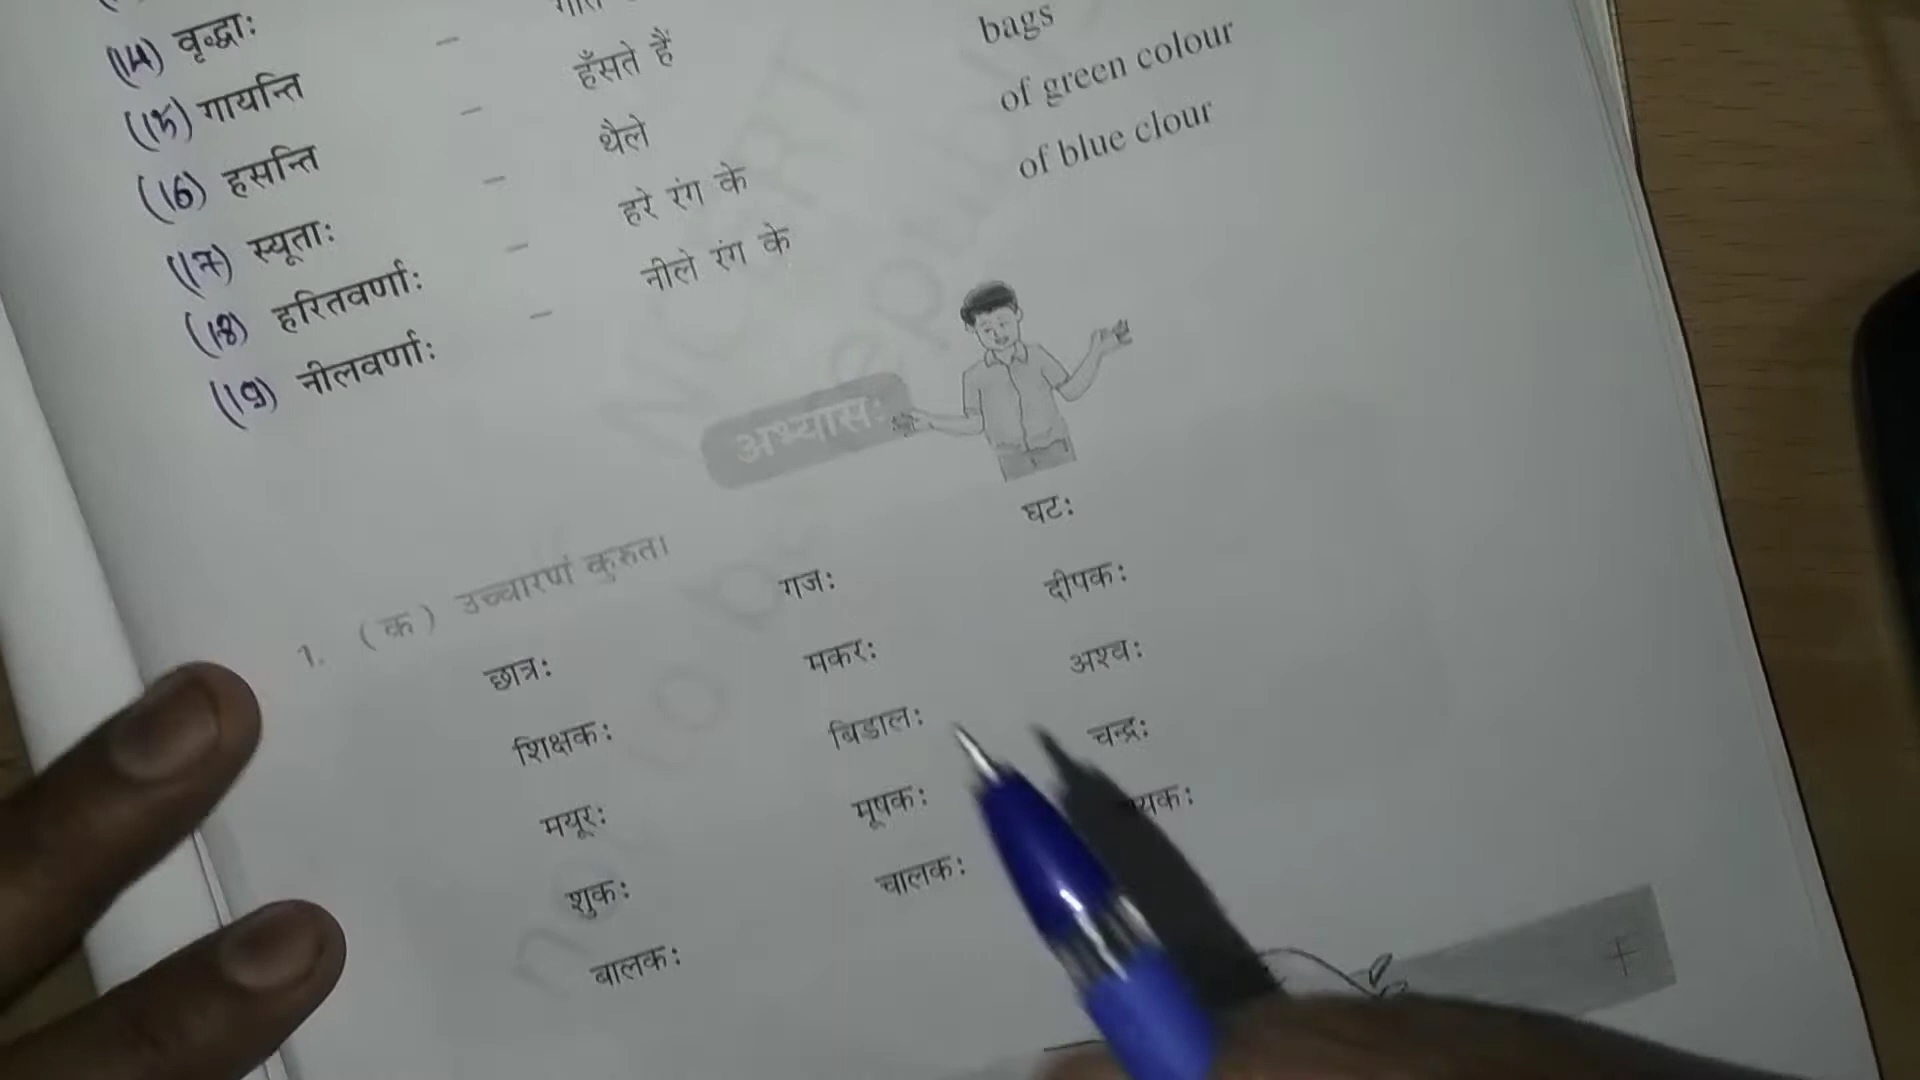 (14) वृद्धाः
(15) गायन्ति –
(16) हसन्ति – हँसते हैं
(17) स्यूताः – थैले bags
(18) हरितवर्णाः – हरे रंग के of green colour
(19) नीलवर्णाः – नीले रंग के of blue clour
अभ्यासः
1. (क) उच्चारणं कुरुत।
छात्रः गजः घटः
शिक्षकः मकरः दीपकः
मयूरः बिडालः अश्वः
शुकः मूषकः चन्द्रः
बालकः चालकः